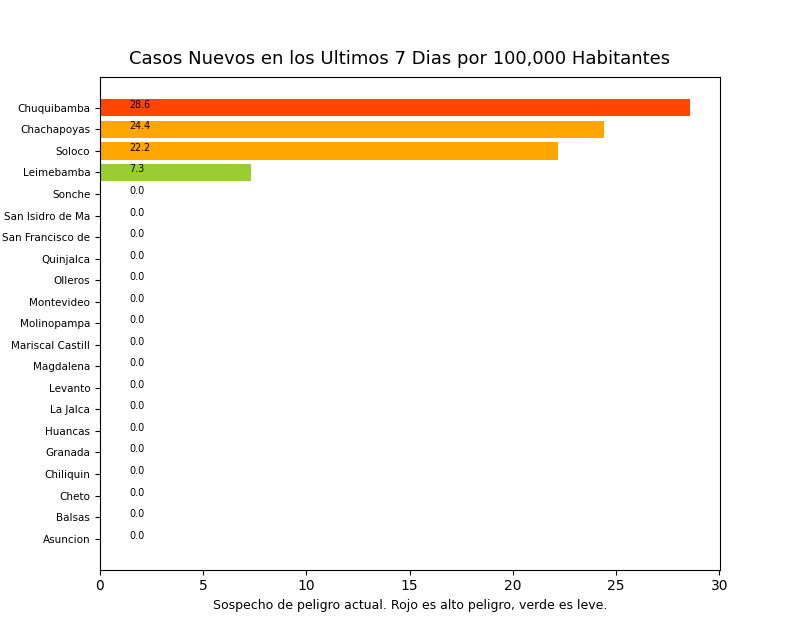 Casos Nuevos en los Ultimos 7 Dias por 100,000 Habitantes
Chuquibamba 28.6
Chachapoyas 24.4
Soloco 22.2
Leimebamba 7.3
Sonche 0.0
San Isidro de Ma 0.0
San Francisco de 0.0
Quinjalca 0.0
Olleros 0.0
Montevideo 0.0
Molinopampa 0.0
Mariscal Castill 0.0
Magdalena 0.0
Levanto 0.0
La Jalca 0.0
Huancas 0.0
Granada 0.0
Chiliquin 0.0
Cheto 0.0
Balsas 0.0
Asuncion 0.0
0 5 10 15 20 25 30
Sospecho de peligro actual. Rojo es alto peligro, verde es leve.